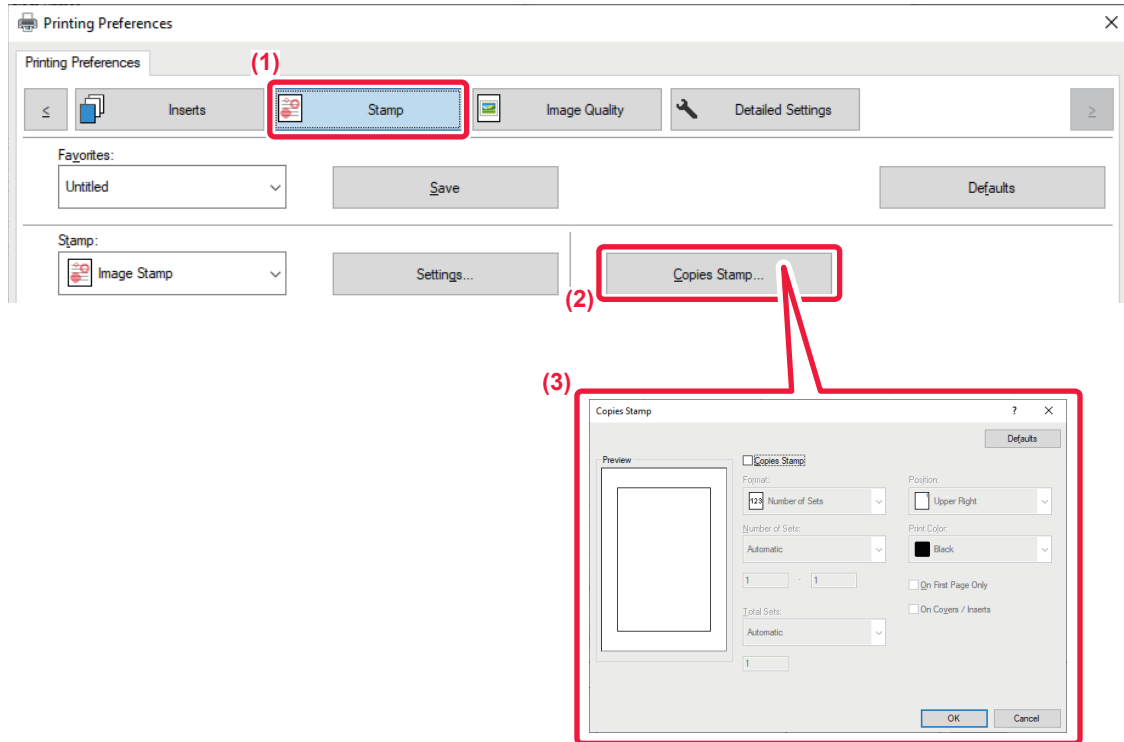 Printing Preferences
Printing Preferences
(1)
≤ Inserts Stamp Image Quality Detailed Settings ≥
Favorites:
Untitled Save Defaults
Stamp:
Image Stamp Settings... Copies Stamp...
(2)
(3)
Copies Stamp ?
Defaults
Preview
Copies Stamp
Format: Position:
123 Number of Sets Upper Right
Number of Sets: Print Color:
Automatic Black
1 - 1 On First Page Only
Total Sets: On Covers / Inserts
Automatic
1
OK Cancel